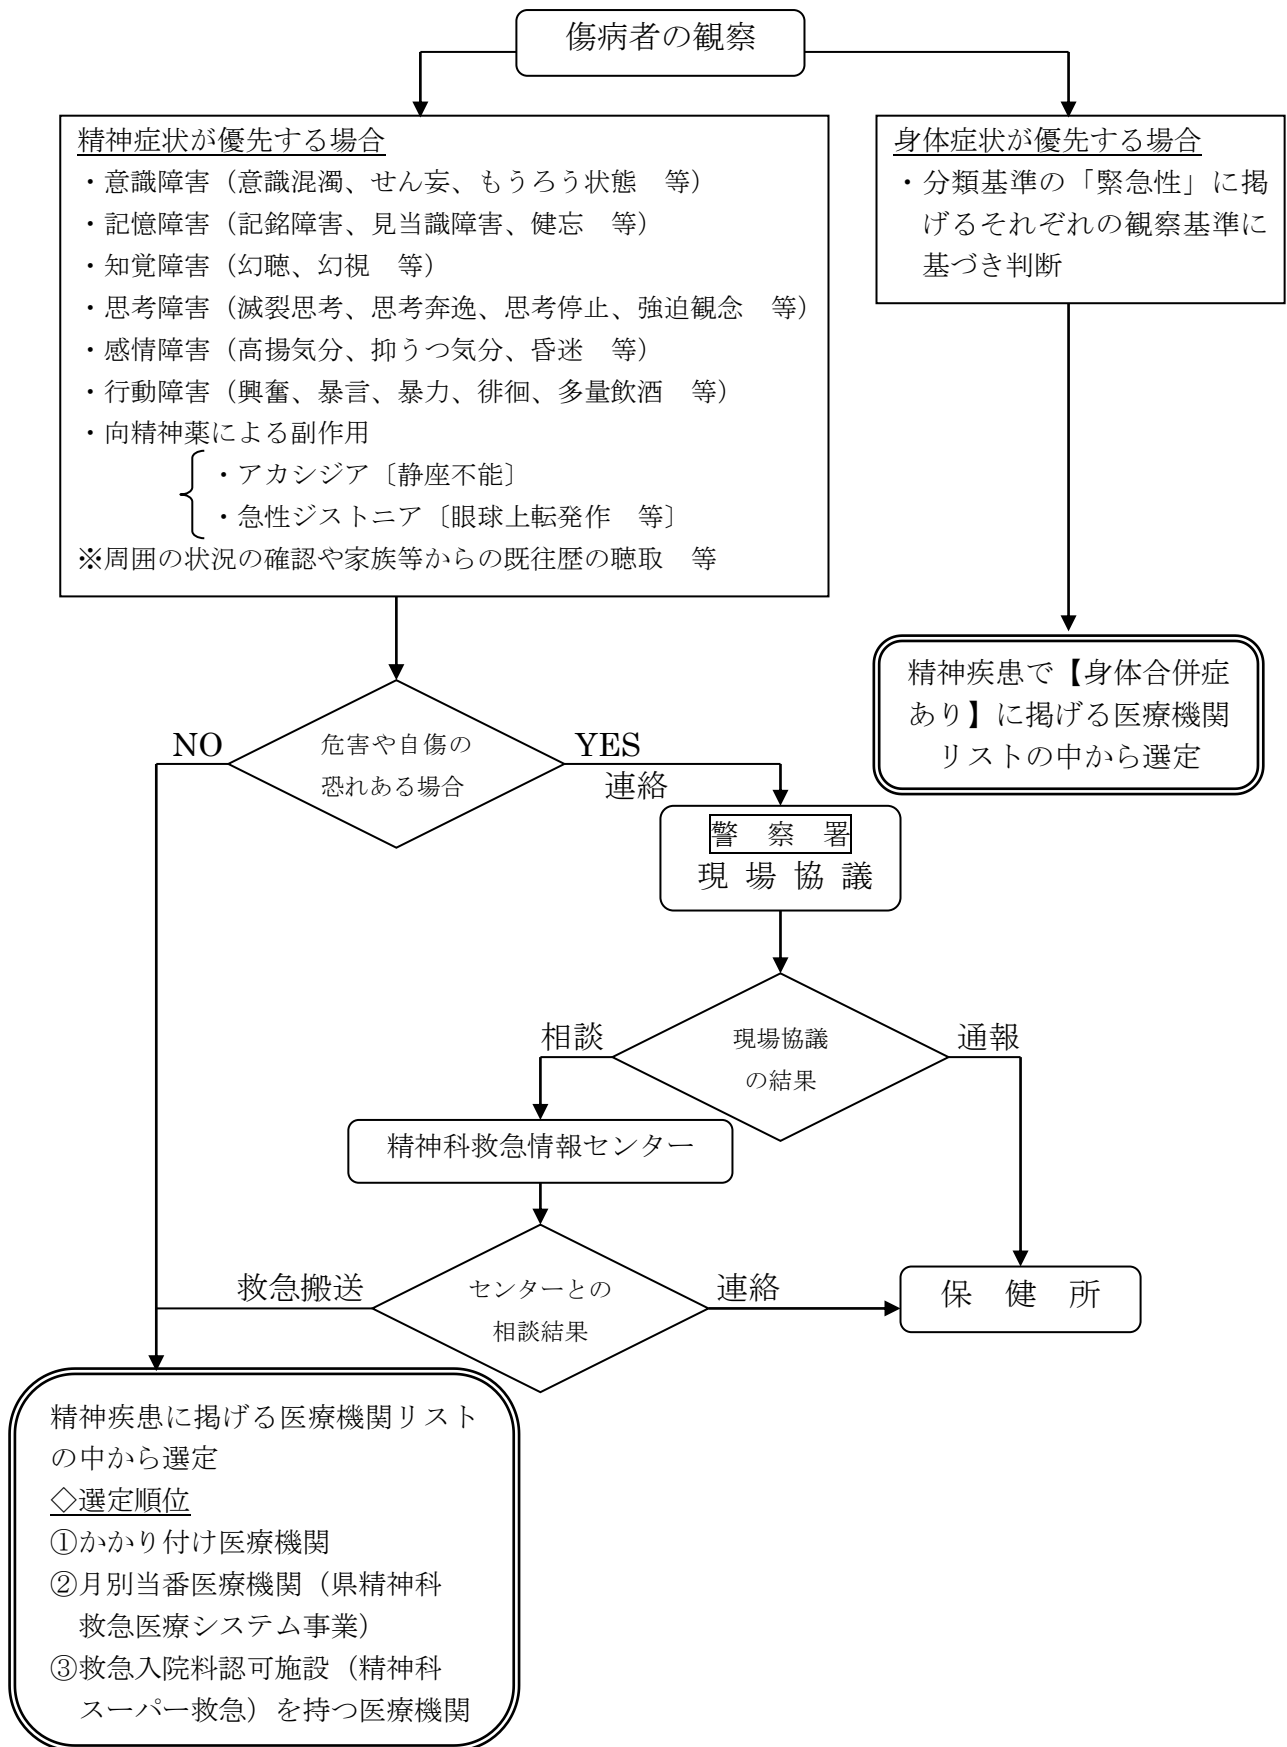 傷病者の観察
精神症状が優先する場合
・意識障害（意識混濁、せん妄、もうろう状態　等）
・記憶障害（記銘障害、見当識障害、健忘　等）
・知覚障害（幻聴、幻視　等）
・思考障害（滅裂思考、思考奔逸、思考停止、強迫観念　等）
・感情障害（高揚気分、抑うつ気分、昏迷　等）
・行動障害（興奮、暴言、暴力、徘徊、多量飲酒　等）
・向精神薬による副作用
・アカシジア〔静座不能〕
・急性ジストニア〔眼球上転発作　等〕
※周囲の状況の確認や家族等からの既往歴の聴取　等
身体症状が優先する場合
・分類基準の「緊急性」に掲
げるそれぞれの観察基準に
基づき判断
精神疾患で【身体合併症
あり】に掲げる医療機関
リストの中から選定
NO
危害や自傷の
恐れある場合
YES
連絡
警　察　署
現 場 協 議
相談
現場協議
の結果
通報
精神科救急情報センター
救急搬送
センターとの
相談結果
連絡
保　健　所
精神疾患に掲げる医療機関リスト
の中から選定
◇選定順位
①かかり付け医療機関
②月別当番医療機関（県精神科
救急医療システム事業）
③救急入院料認可施設（精神科
スーパー救急）を持つ医療機関